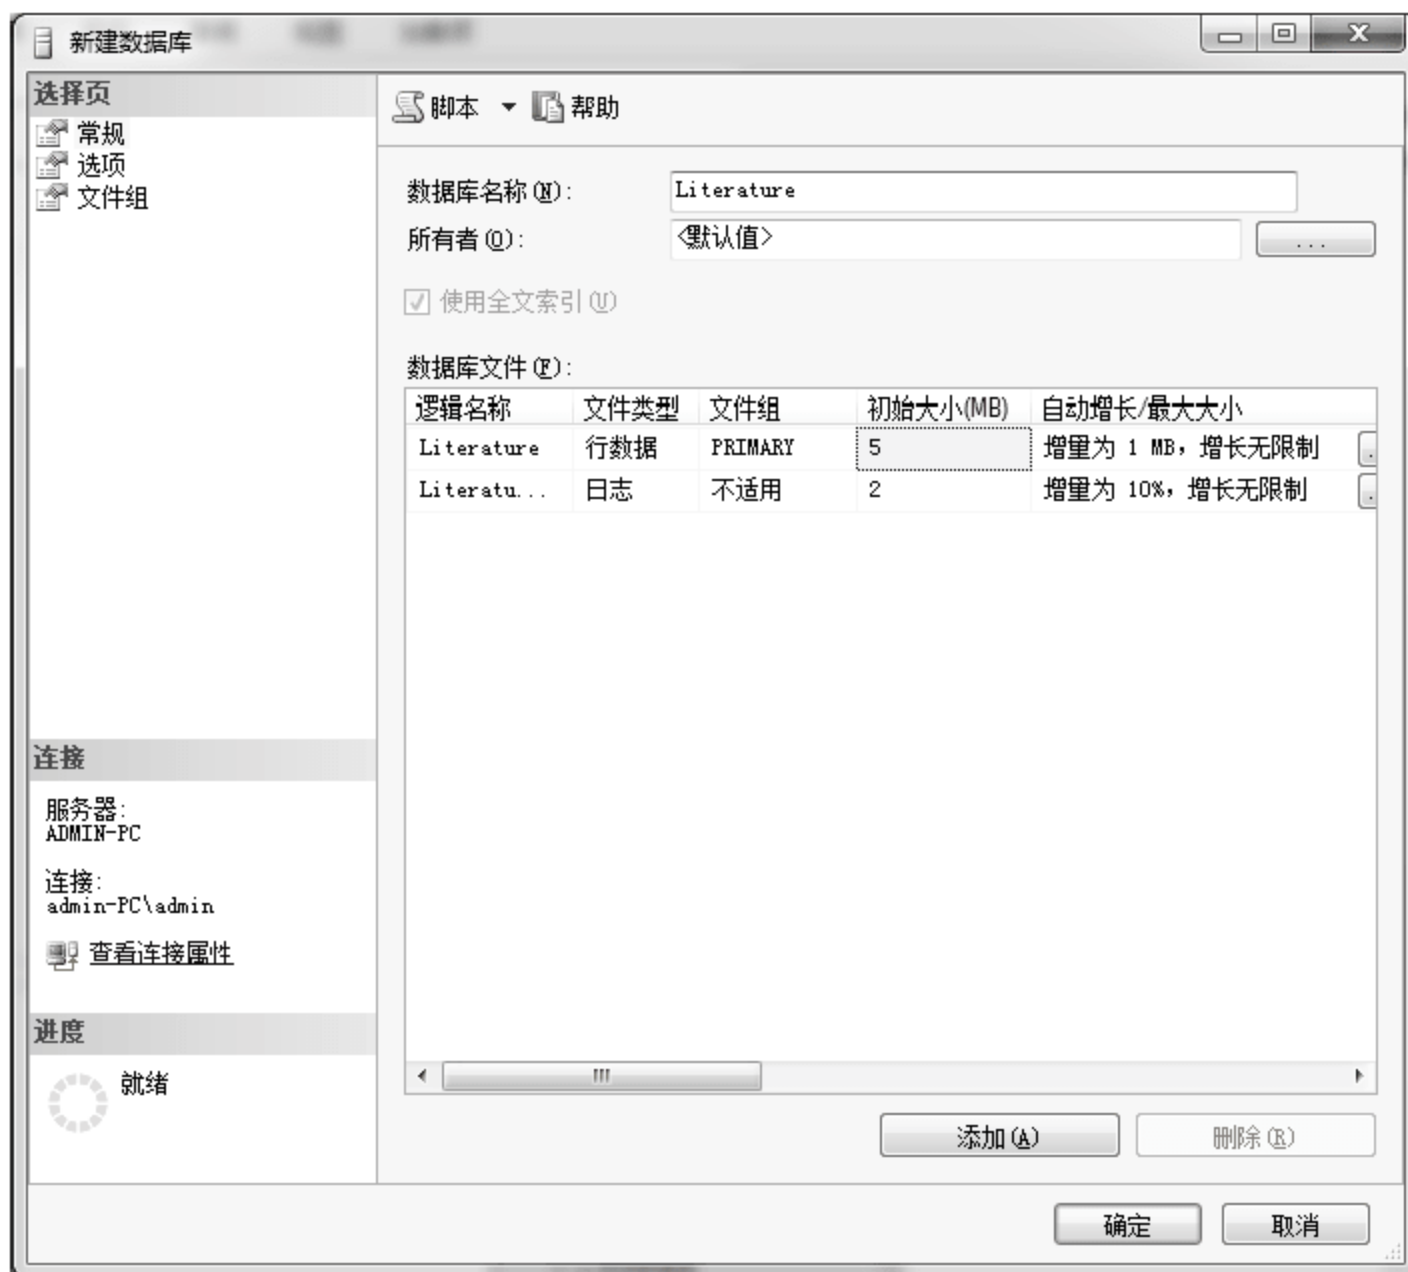 新建数据库
选择页
常规
选项
文件组
脚本 帮助
数据库名称(N): Literature
所有者(O): <默认值> ...
使用全文索引(U)
数据库文件(F):
逻辑名称 文件类型 文件组 初始大小(MB) 自动增长/最大大小
Literature 行数据 PRIMARY 5 增量为 1 MB，增长无限制
Literatu... 日志 不适用 2 增量为 10%，增长无限制
连接
服务器:
ADMIN-PC
连接:
admin-PC\admin
查看连接属性
进度
就绪
添加(A) 删除(R)
确定 取消